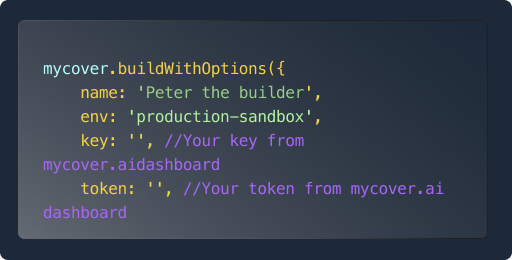 mycover.buildWithOptions({
    name: 'Peter the builder',
    env: 'production-sandbox',
    key: '', //Your key from
mycover.aidashboard
    token: '', //Your token from mycover.ai
dashboard